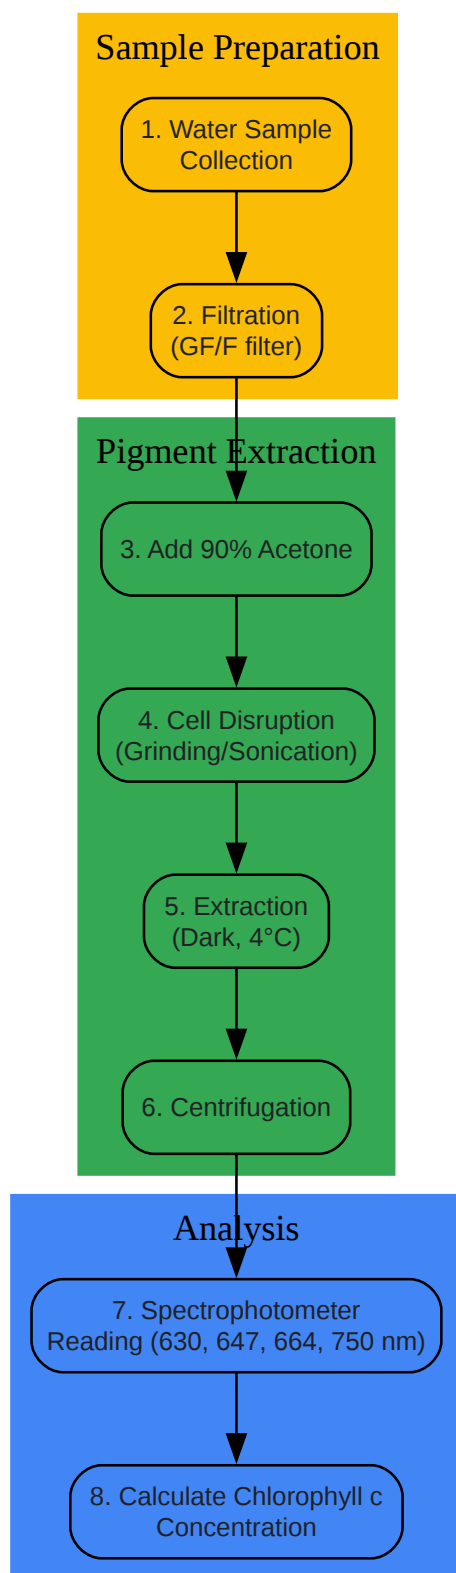 Sample Preparation
1. Water Sample
Collection
2. Filtration
(GF/F filter)
Pigment Extraction
3. Add 90% Acetone
4. Cell Disruption
(Grinding/Sonication)
5. Extraction
(Dark, 4°C)
6. Centrifugation
Analysis
7. Spectrophotometer
Reading (630, 647, 664, 750 nm)
8. Calculate Chlorophyll c
Concentration